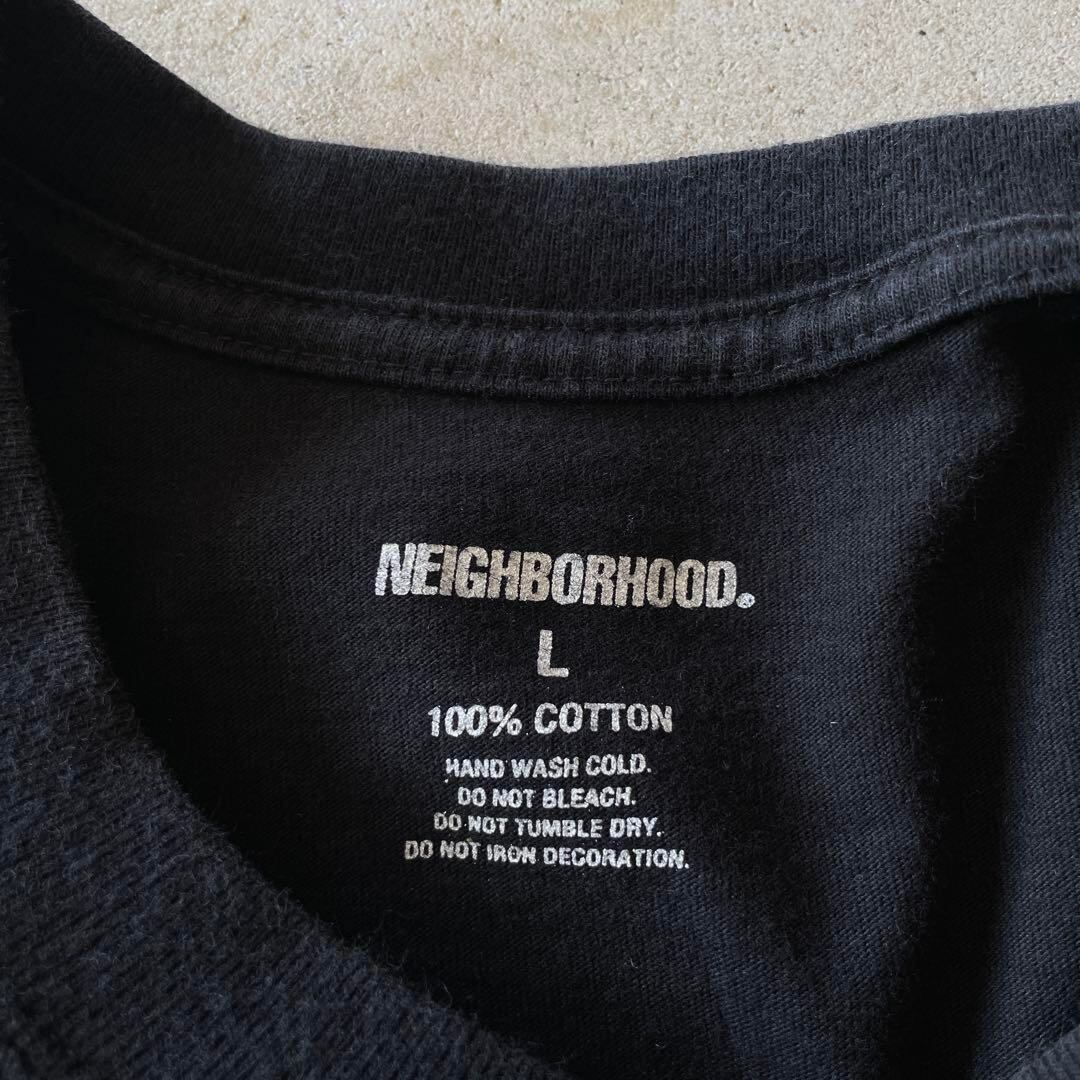 NEIGHBORHOOD.®
L
100% COTTON
HAND WASH COLD.
DO NOT BLEACH.
DO NOT TUMBLE DRY.
DO NOT IRON DECORATION.